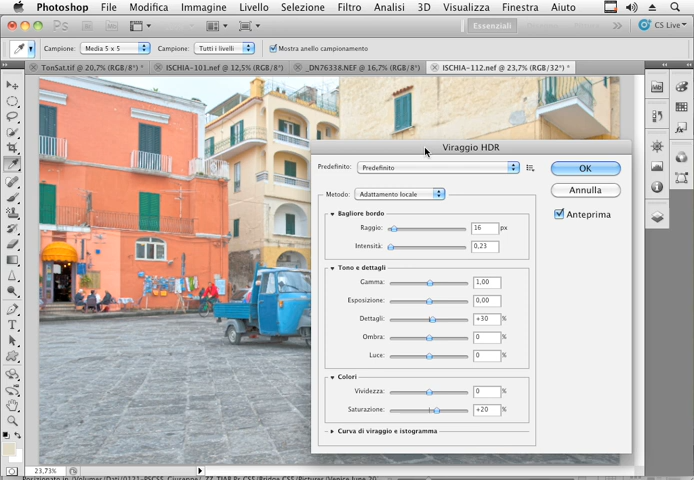 Photoshop File Modifica Immagine Livello Selezione Filtro Analisi 3D Visualizza Finestra Aiuto
Ps Essenziali CS Live
Campione: Media 5 x 5 Campione: Tutti i livelli Mostra anello campionamento
TonSat.tif @ 20,7% (RGB/8*) ISCHIA-101.nef @ 12,5% (RGB/8*) _DN76338.NEF @ 16,7% (RGB/8*) ISCHIA-112.nef @ 23,7% (RGB/32*) *
Viraggio HDR
Predefinito: Predefinito
OK
Metodo: Adattamento locale
Annulla
Anteprima
Bagliore bordo
Raggio: 16 px
Intensità: 0,23
Tono e dettagli
Gamma: 1,00
Esposizione: 0,00
Dettagli: +30 %
Ombra: 0 %
Luce: 0 %
Colori
Vividezza: 0 %
Saturazione: +20 %
Curva di viraggio e istogramma
23,73%